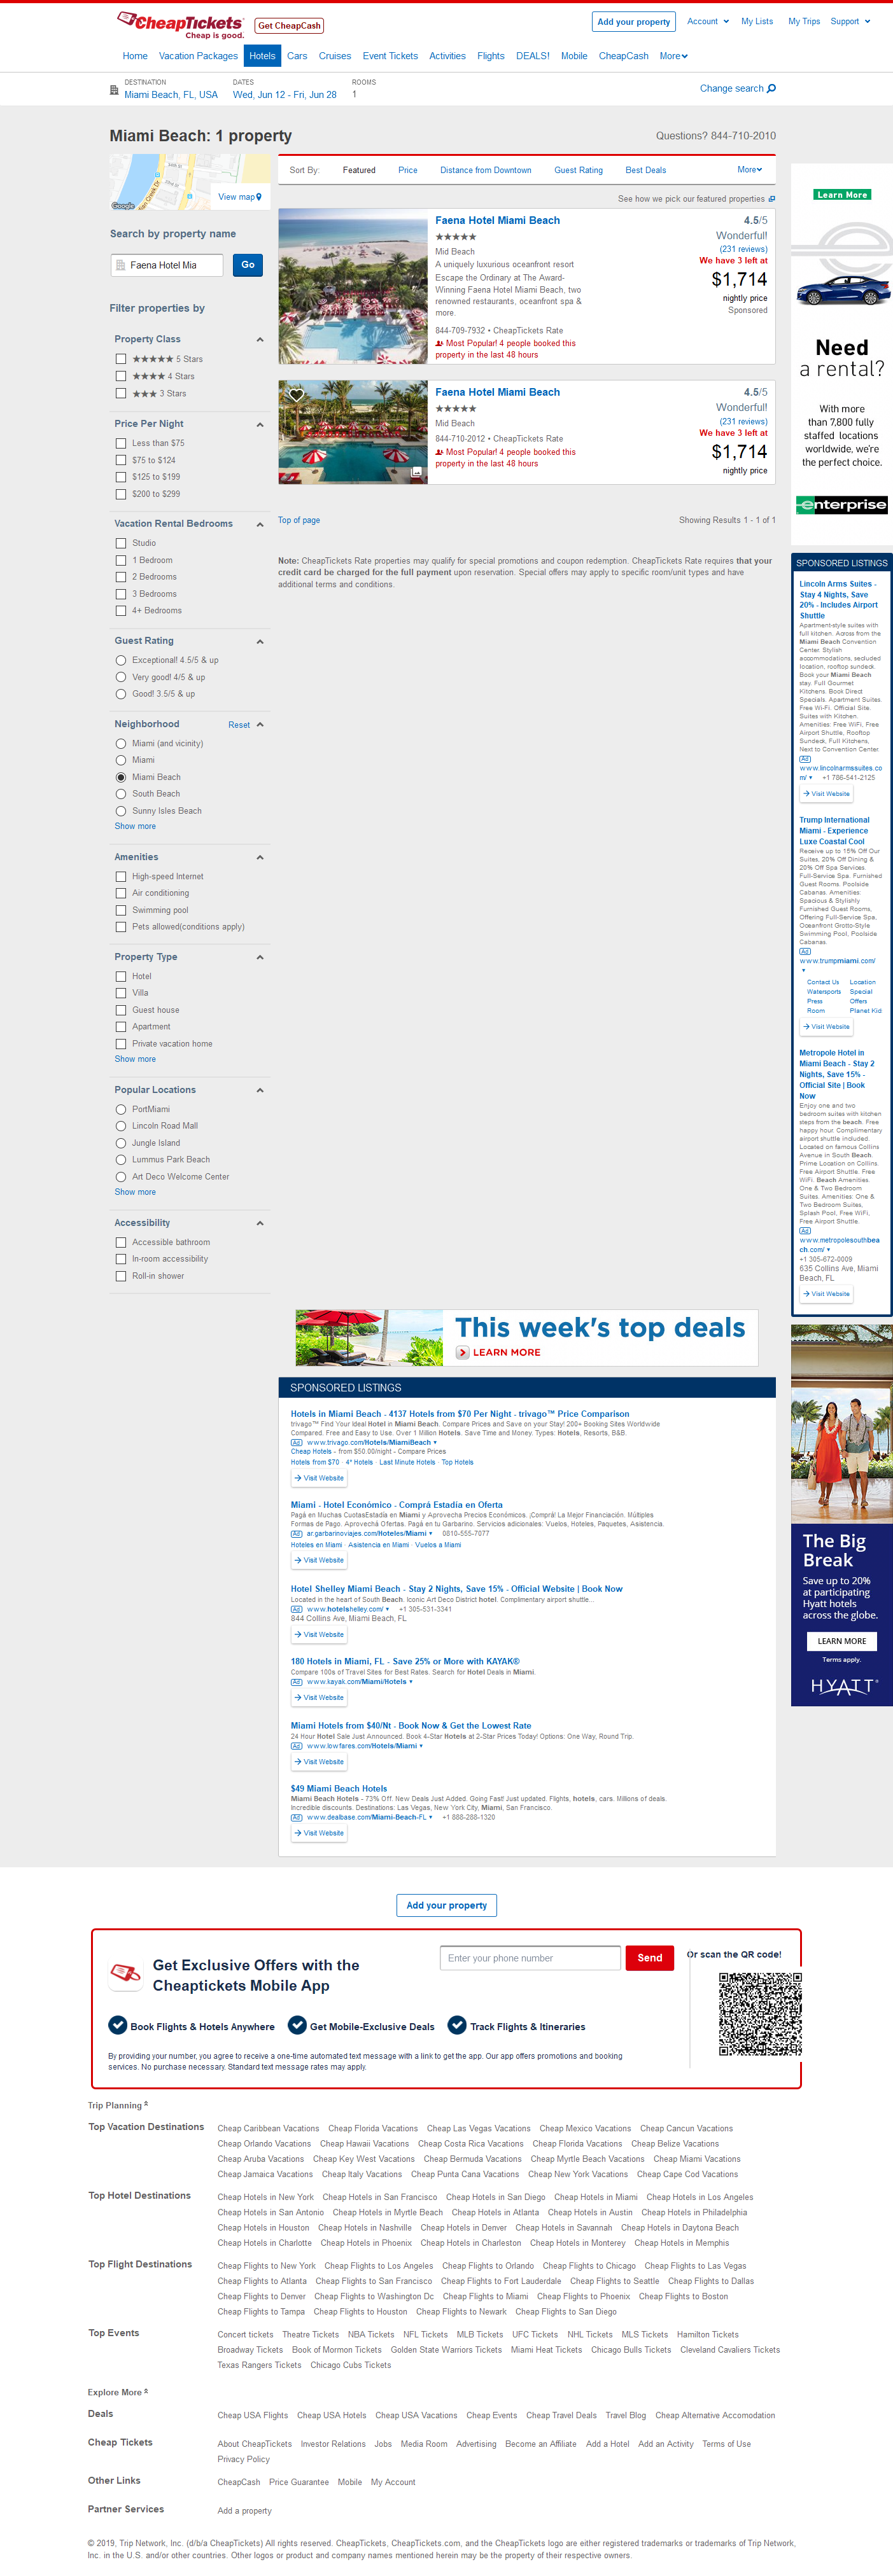 CheapTickets
Cheap is good.
Get CheapCash
Add your property
Account
My Lists
My Trips
Support
Home
Vacation Packages
Hotels
Cars
Cruises
Event Tickets
Activities
Flights
DEALS!
Mobile
CheapCash
More
DESTINATION
Miami Beach, FL, USA
DATES
Wed, Jun 12 - Fri, Jun 28
ROOMS
1
Change search
Miami Beach: 1 property
Questions? 844-710-2010
Google
View map
Search by property name
Faena Hotel Mia
Go
Filter properties by
Property Class
5 Stars
4 Stars
3 Stars
Price Per Night
Less than $75
$75 to $124
$125 to $199
$200 to $299
Vacation Rental Bedrooms
Studio
1 Bedroom
2 Bedrooms
3 Bedrooms
4+ Bedrooms
Guest Rating
Exceptional! 4.5/5 & up
Very good! 4/5 & up
Good! 3.5/5 & up
Neighborhood
Reset
Miami (and vicinity)
Miami
Miami Beach
South Beach
Sunny Isles Beach
Show more
Amenities
High-speed Internet
Air conditioning
Swimming pool
Pets allowed(conditions apply)
Property Type
Hotel
Villa
Guest house
Apartment
Private vacation home
Show more
Popular Locations
PortMiami
Lincoln Road Mall
Jungle Island
Lummus Park Beach
Art Deco Welcome Center
Show more
Accessibility
Accessible bathroom
In-room accessibility
Roll-in shower
Sort By:
Featured
Price
Distance from Downtown
Guest Rating
Best Deals
More
See how we pick our featured properties
Faena Hotel Miami Beach
Mid Beach
A uniquely luxurious oceanfront resort
Escape the Ordinary at The Award-
Winning Faena Hotel Miami Beach, two
renowned restaurants, oceanfront spa &
more.
844-709-7932 • CheapTickets Rate
Most Popular! 4 people booked this
property in the last 48 hours
4.5/5
Wonderful!
(231 reviews)
We have 3 left at
$1,714
nightly price
Sponsored
Faena Hotel Miami Beach
Mid Beach
844-710-2012 • CheapTickets Rate
Most Popular! 4 people booked this
property in the last 48 hours
4.5/5
Wonderful!
(231 reviews)
We have 3 left at
$1,714
nightly price
Top of page
Showing Results 1 - 1 of 1
Note: CheapTickets Rate properties may qualify for special promotions and coupon redemption. CheapTickets Rate requires that your
credit card be charged for the full payment upon reservation. Special offers may apply to specific room/unit types and have
additional terms and conditions.
Learn More
Need
a rental?
With more
than 7,800 fully
staffed locations
worldwide, we're
the perfect choice.
enterprise
SPONSORED LISTINGS
Lincoln Arms Suites -
Stay 4 Nights, Save
20% - Includes Airport
Shuttle
Apartment-style suites with
full kitchen. Across from the
Miami Beach Convention
Center. Stylish
accommodations, secluded
location, rooftop sundeck.
Book your Miami Beach
stay. Full Gourmet
Kitchens. Book Direct
Specials. Apartment Suites.
Free Wi-Fi. Official Site.
Suites with Kitchen.
Amenities: Free WiFi, Free
Airport Shuttle, Rooftop
Sundeck, Full Kitchens,
Next to Convention Center.
Ad
www.lincolnarmssuites.co
m/ +1 786-541-2125
Visit Website
Trump International
Miami - Experience
Luxe Coastal Cool
Receive up to 15% Off Our
Suites, 20% Off Dining &
20% Off Spa Services.
Full-Service Spa. Furnished
Guest Rooms. Poolside
Cabanas. Amenities:
Spacious & Stylishly
Furnished Guest Rooms,
Offering Full-Service Spa,
Oceanfront Grotto-Style
Swimming Pool, Poolside
Cabanas.
Ad
www.trumpmiami.com/
Contact Us
Location
Watersports
Special
Press
Offers
Room
Planet Kid
Visit Website
Metropole Hotel in
Miami Beach - Stay 2
Nights, Save 15% -
Official Site | Book
Now
Enjoy one and two
bedroom suites with kitchen
steps from the beach. Free
happy hour. Complimentary
airport shuttle included.
Located on famous Collins
Avenue in South Beach.
Prime Location on Collins.
Free Airport Shuttle. Free
WiFi. Beach Amenities.
One & Two Bedroom
Suites. Amenities: One &
Two Bedroom Suites,
Splash Pool, Free WiFi,
Free Airport Shuttle.
Ad
www.metropolesouthbea
ch.com/
+1 305-672-0009
635 Collins Ave, Miami
Beach, FL
Visit Website
This week's top deals
LEARN MORE
SPONSORED LISTINGS
Hotels in Miami Beach - 4137 Hotels from $70 Per Night - trivago™ Price Comparison
trivago™ Find Your Ideal Hotel in Miami Beach. Compare Prices and Save on your Stay! 200+ Booking Sites Worldwide
Compared. Free and Easy to Use. Over 1 Million Hotels. Save Time and Money. Types: Hotels, Resorts, B&B.
Ad www.trivago.com/Hotels/MiamiBeach
Cheap Hotels - from $50.00/night - Compare Prices
Hotels from $70 · 4* Hotels · Last Minute Hotels · Top Hotels
Visit Website
Miami - Hotel Económico - Comprá Estadía en Oferta
Pagá en Muchas CuotasEstadía en Miami y Aprovecha Precios Económicos. ¡Comprá! La Mejor Financiación. Múltiples
Formas de Pago. Aprovechá Ofertas. Pagá en tu Garbarino. Servicios adicionales: Vuelos, Hoteles, Paquetes, Asistencia.
Ad ar.garbarinoviajes.com/Hoteles/Miami 0810-555-7077
Hoteles en Miami · Asistencia en Miami · Vuelos a Miami
Visit Website
Hotel Shelley Miami Beach - Stay 2 Nights, Save 15% - Official Website | Book Now
Located in the heart of South Beach. Iconic Art Deco District hotel. Complimentary airport shuttle...
Ad www.hotelshelley.com/ +1 305-531-3341
844 Collins Ave, Miami Beach, FL
Visit Website
180 Hotels in Miami, FL - Save 25% or More with KAYAK®
Compare 100s of Travel Sites for Best Rates. Search for Hotel Deals in Miami.
Ad www.kayak.com/Miami/Hotels
Visit Website
Miami Hotels from $40/Nt - Book Now & Get the Lowest Rate
24 Hour Hotel Sale Just Announced. Book 4-Star Hotels at 2-Star Prices Today! Options: One Way, Round Trip.
Ad www.lowfares.com/Hotels/Miami
Visit Website
$49 Miami Beach Hotels
Miami Beach Hotels - 73% Off. New Deals Just Added. Going Fast! Just updated. Flights, hotels, cars. Millions of deals.
Incredible discounts. Destinations: Las Vegas, New York City, Miami, San Francisco.
Ad www.dealbase.com/Miami-Beach-FL +1 888-288-1320
Visit Website
The Big
Break
Save up to 20%
at participating
Hyatt hotels
across the globe.
LEARN MORE
Terms apply.
HYATT
Add your property
Get Exclusive Offers with the
Cheaptickets Mobile App
Enter your phone number
Send
Or scan the QR code!
Book Flights & Hotels Anywhere
Get Mobile-Exclusive Deals
Track Flights & Itineraries
By providing your number, you agree to receive a one-time automated text message with a link to get the app. Our app offers promotions and booking
services. No purchase necessary. Standard text message rates may apply.
Trip Planning
Top Vacation Destinations
Cheap Caribbean Vacations Cheap Florida Vacations Cheap Las Vegas Vacations Cheap Mexico Vacations Cheap Cancun Vacations
Cheap Orlando Vacations Cheap Hawaii Vacations Cheap Costa Rica Vacations Cheap Florida Vacations Cheap Belize Vacations
Cheap Aruba Vacations Cheap Key West Vacations Cheap Bermuda Vacations Cheap Myrtle Beach Vacations Cheap Miami Vacations
Cheap Jamaica Vacations Cheap Italy Vacations Cheap Punta Cana Vacations Cheap New York Vacations Cheap Cape Cod Vacations
Top Hotel Destinations
Cheap Hotels in New York Cheap Hotels in San Francisco Cheap Hotels in San Diego Cheap Hotels in Miami Cheap Hotels in Los Angeles
Cheap Hotels in San Antonio Cheap Hotels in Myrtle Beach Cheap Hotels in Atlanta Cheap Hotels in Austin Cheap Hotels in Philadelphia
Cheap Hotels in Houston Cheap Hotels in Nashville Cheap Hotels in Denver Cheap Hotels in Savannah Cheap Hotels in Daytona Beach
Cheap Hotels in Charlotte Cheap Hotels in Phoenix Cheap Hotels in Charleston Cheap Hotels in Monterey Cheap Hotels in Memphis
Top Flight Destinations
Cheap Flights to New York Cheap Flights to Los Angeles Cheap Flights to Orlando Cheap Flights to Chicago Cheap Flights to Las Vegas
Cheap Flights to Atlanta Cheap Flights to San Francisco Cheap Flights to Fort Lauderdale Cheap Flights to Seattle Cheap Flights to Dallas
Cheap Flights to Denver Cheap Flights to Washington Dc Cheap Flights to Miami Cheap Flights to Phoenix Cheap Flights to Boston
Cheap Flights to Tampa Cheap Flights to Houston Cheap Flights to Newark Cheap Flights to San Diego
Top Events
Concert tickets Theatre Tickets NBA Tickets NFL Tickets MLB Tickets UFC Tickets NHL Tickets MLS Tickets Hamilton Tickets
Broadway Tickets Book of Mormon Tickets Golden State Warriors Tickets Miami Heat Tickets Chicago Bulls Tickets Cleveland Cavaliers Tickets
Texas Rangers Tickets Chicago Cubs Tickets
Explore More
Deals
Cheap USA Flights Cheap USA Hotels Cheap USA Vacations Cheap Events Cheap Travel Deals Travel Blog Cheap Alternative Accomodation
Cheap Tickets
About CheapTickets Investor Relations Jobs Media Room Advertising Become an Affiliate Add a Hotel Add an Activity Terms of Use
Privacy Policy
Other Links
CheapCash Price Guarantee Mobile My Account
Partner Services
Add a property
© 2019, Trip Network, Inc. (d/b/a CheapTickets) All rights reserved. CheapTickets, CheapTickets.com, and the CheapTickets logo are either registered trademarks or trademarks of Trip Network,
Inc. in the U.S. and/or other countries. Other logos or product and company names mentioned herein may be the property of their respective owners.